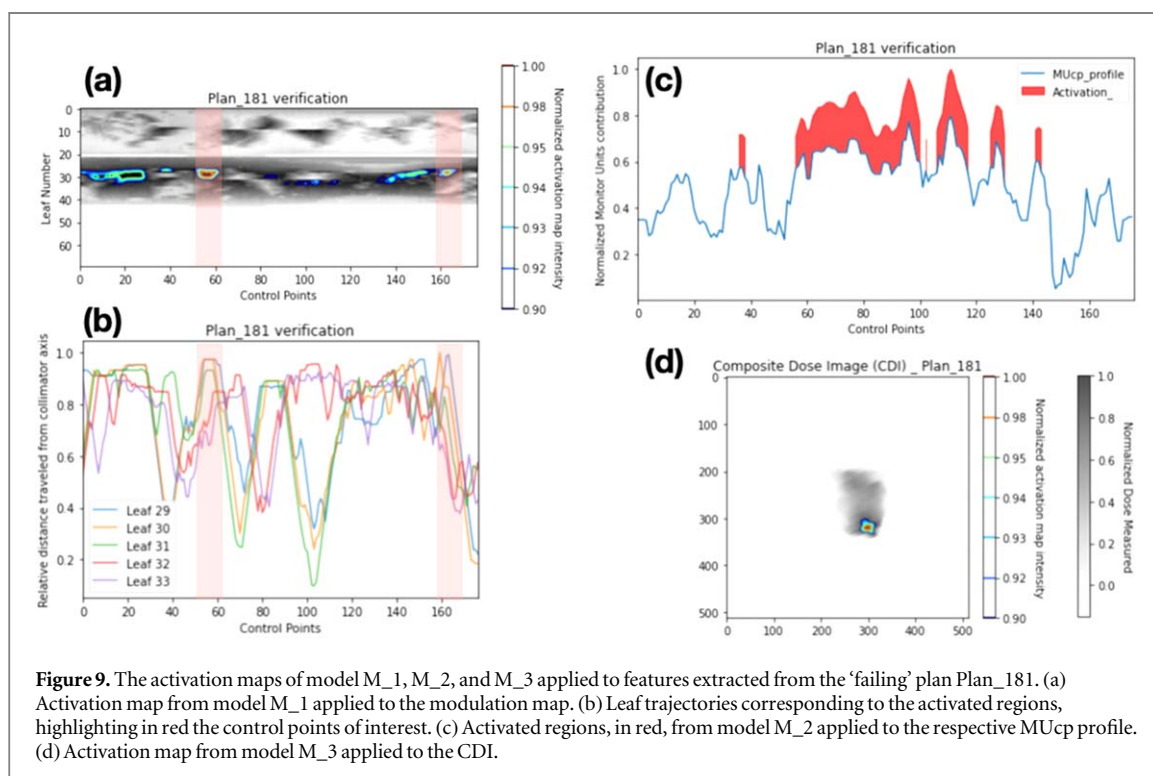 (a)
Plan_181 verification
0
10
20
30
40
50
60
Leaf Number
0 20 40 60 80 100 120 140 160
Control Points
1.00
0.98
0.95
0.94
0.93
0.92
0.90
Normalized activation map intensity
(b)
Plan_181 verification
1.0
0.8
0.6
0.4
0.2
Relative distance traveled from collimator axis
Leaf 29
Leaf 30
Leaf 31
Leaf 32
Leaf 33
0 20 40 60 80 100 120 140 160
Control Points
(c)
Plan_181 verification
MUcp_profile
Activation_
1.0
0.8
0.6
0.4
0.2
Normalized Monitor Units contribution
0 20 40 60 80 100 120 140 160
Control Points
(d)
Composite Dose Image (CDI) _ Plan_181
0
100
200
300
400
500
0 100 200 300 400 500
1.00
0.98
0.95
0.94
0.93
0.92
0.90
Normalized activation map intensity
1.0
0.8
0.6
0.4
0.2
0.0
Normalized Dose Measured
Figure 9. The activation maps of model M_1, M_2, and M_3 applied to features extracted from the ‘failing’ plan Plan_181. (a)
Activation map from model M_1 applied to the modulation map. (b) Leaf trajectories corresponding to the activated regions,
highlighting in red the control points of interest. (c) Activated regions, in red, from model M_2 applied to the respective MUcp profile.
(d) Activation map from model M_3 applied to the CDI.